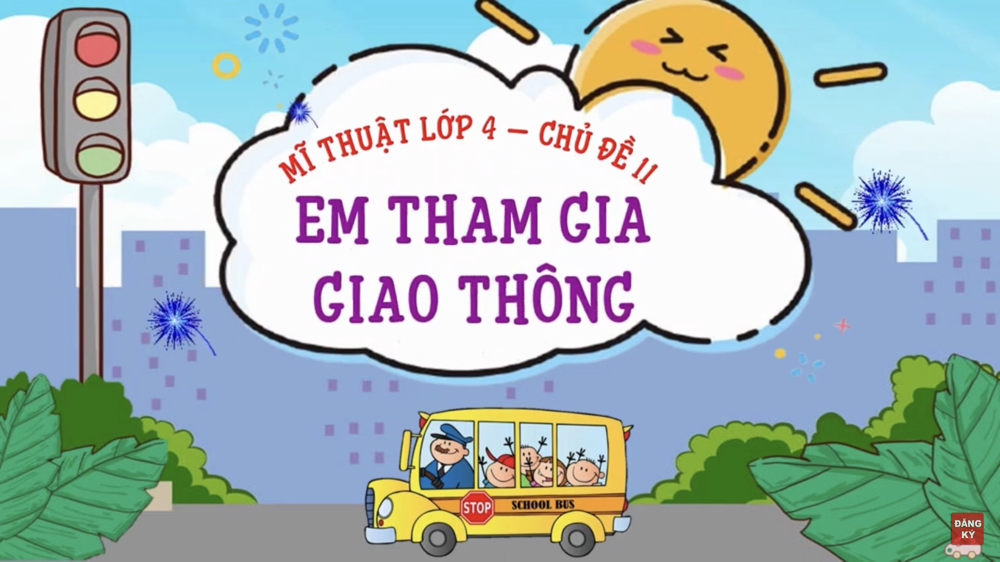 MĨ THUẬT LỚP 4 – CHỦ ĐỀ 11
EM THAM GIA
GIAO THÔNG
STOP
SCHOOL BUS
ĐĂNG
KÝ